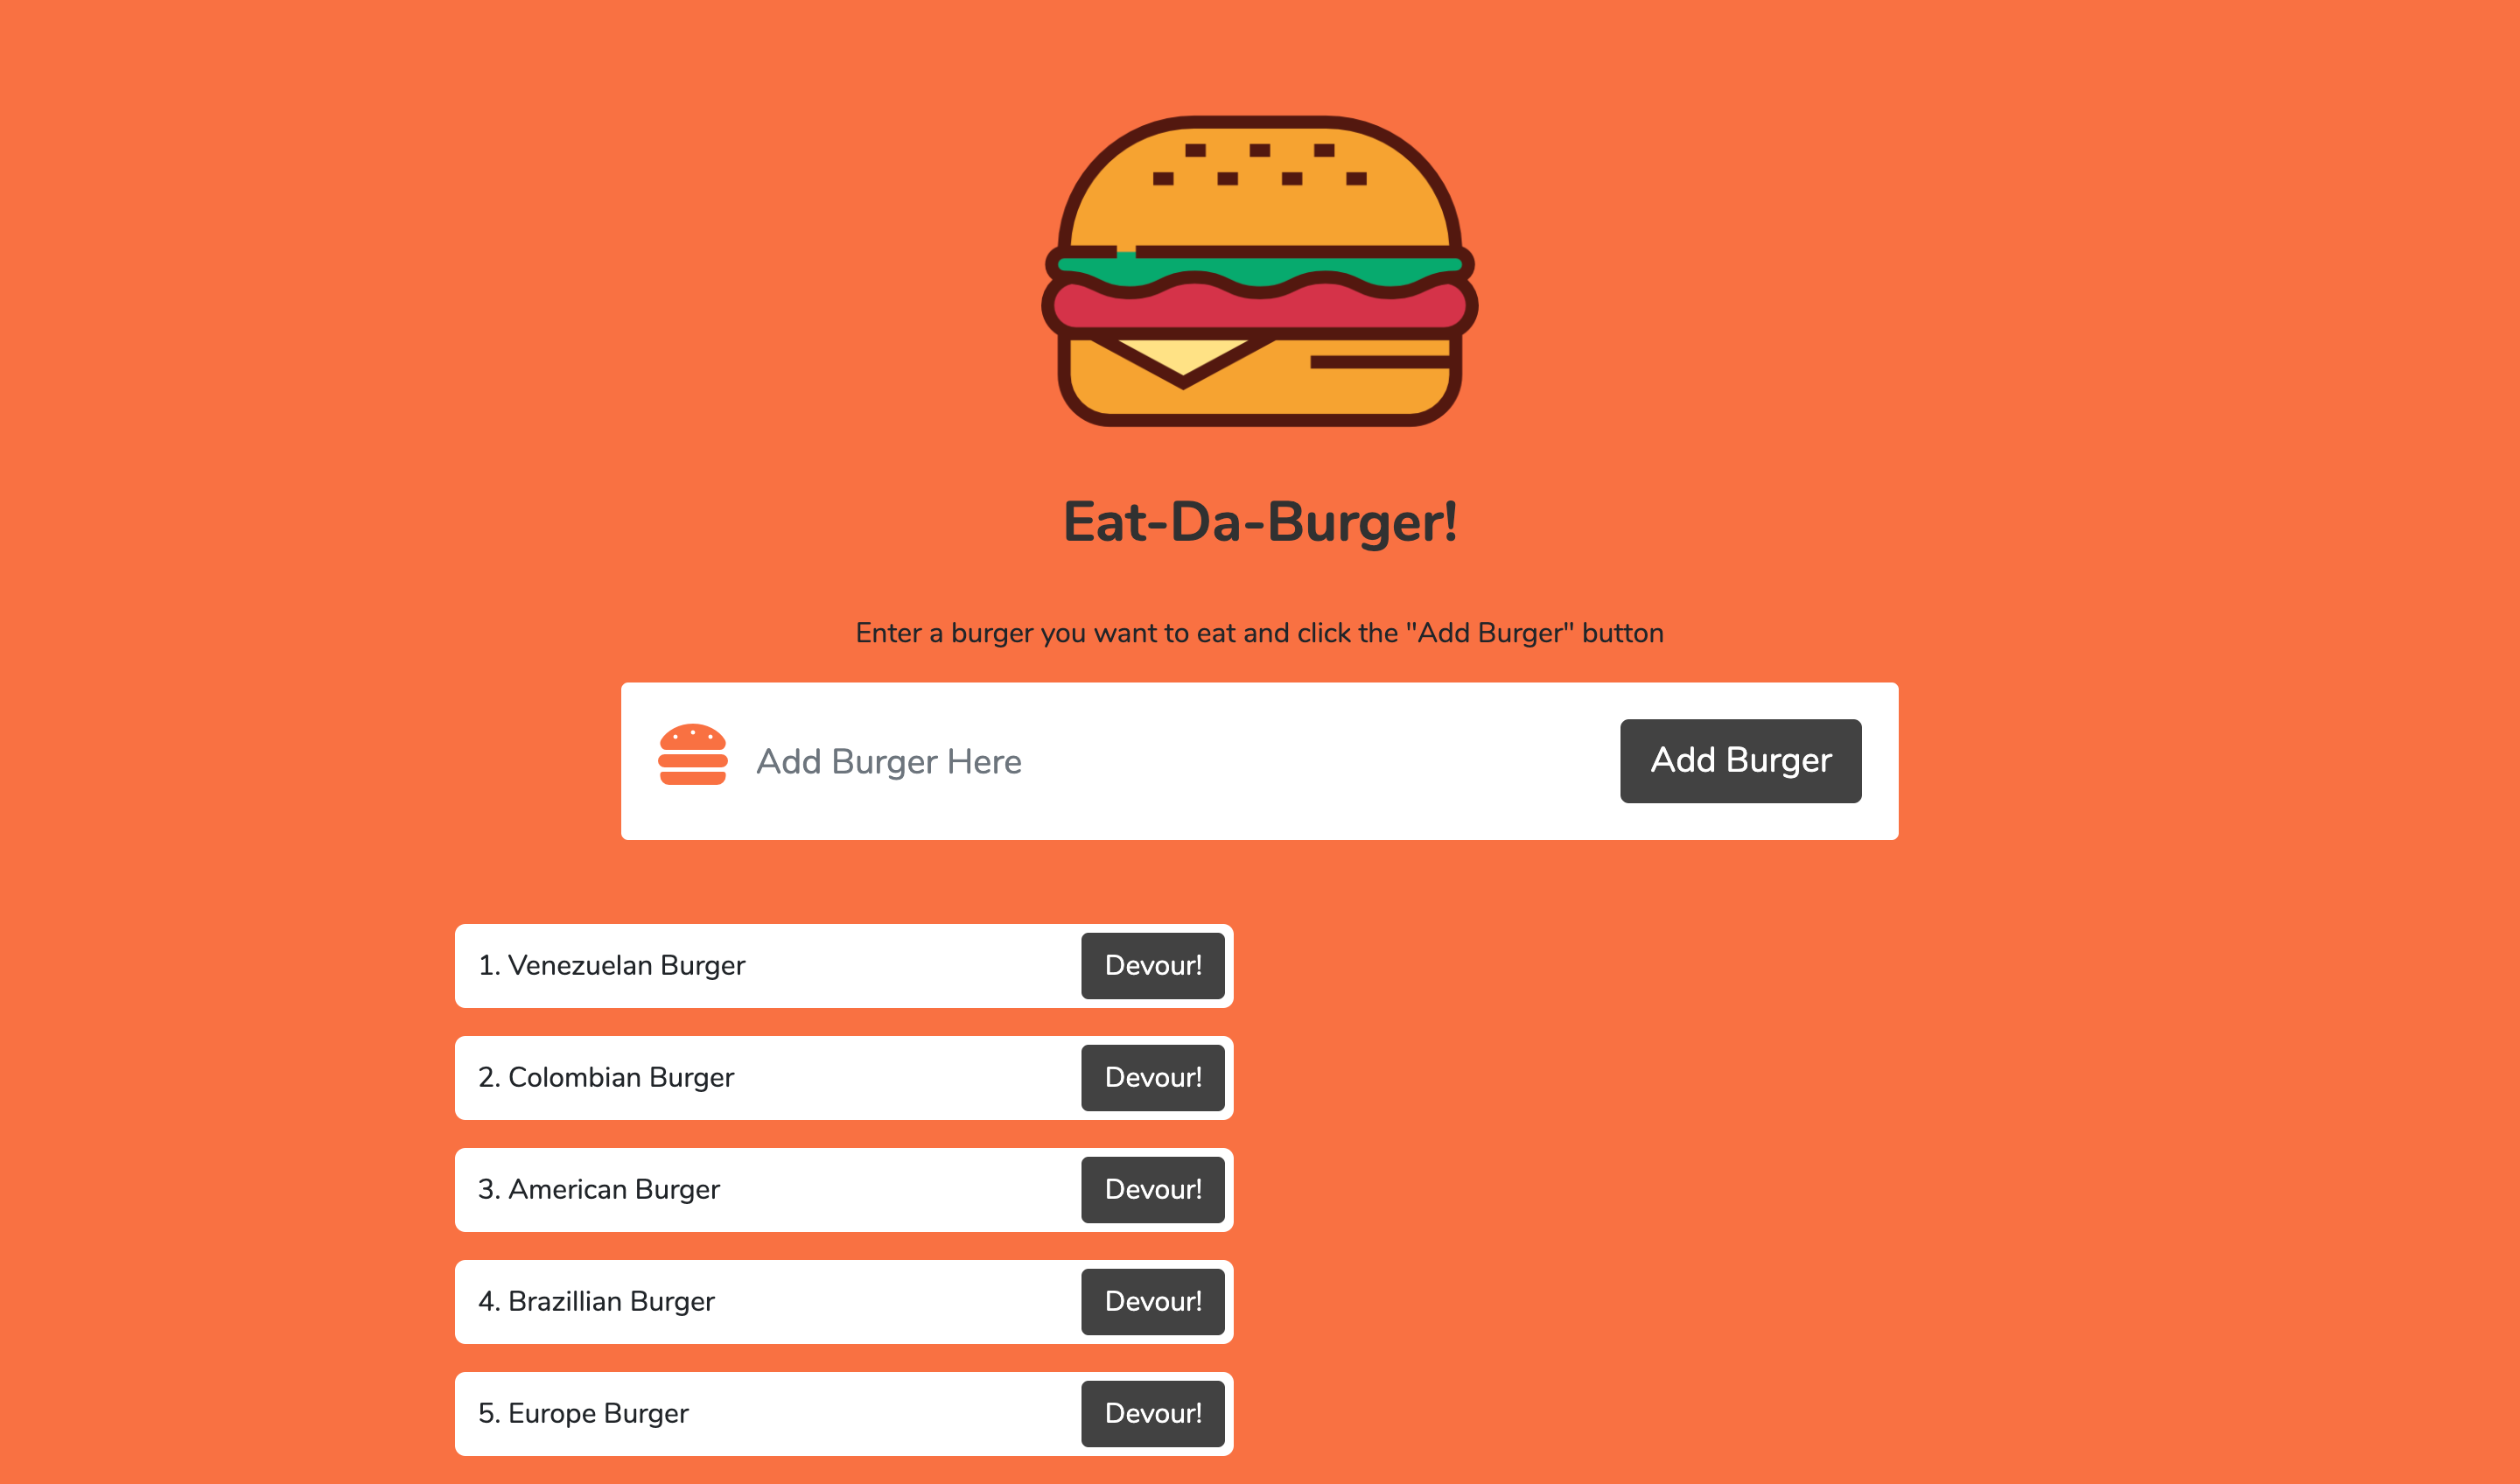 Eat-Da-Burger!
Enter a burger you want to eat and click the "Add Burger" button
Add Burger Here
Add Burger
1. Venezuelan Burger
Devour!
2. Colombian Burger
Devour!
3. American Burger
Devour!
4. Brazillian Burger
Devour!
5. Europe Burger
Devour!